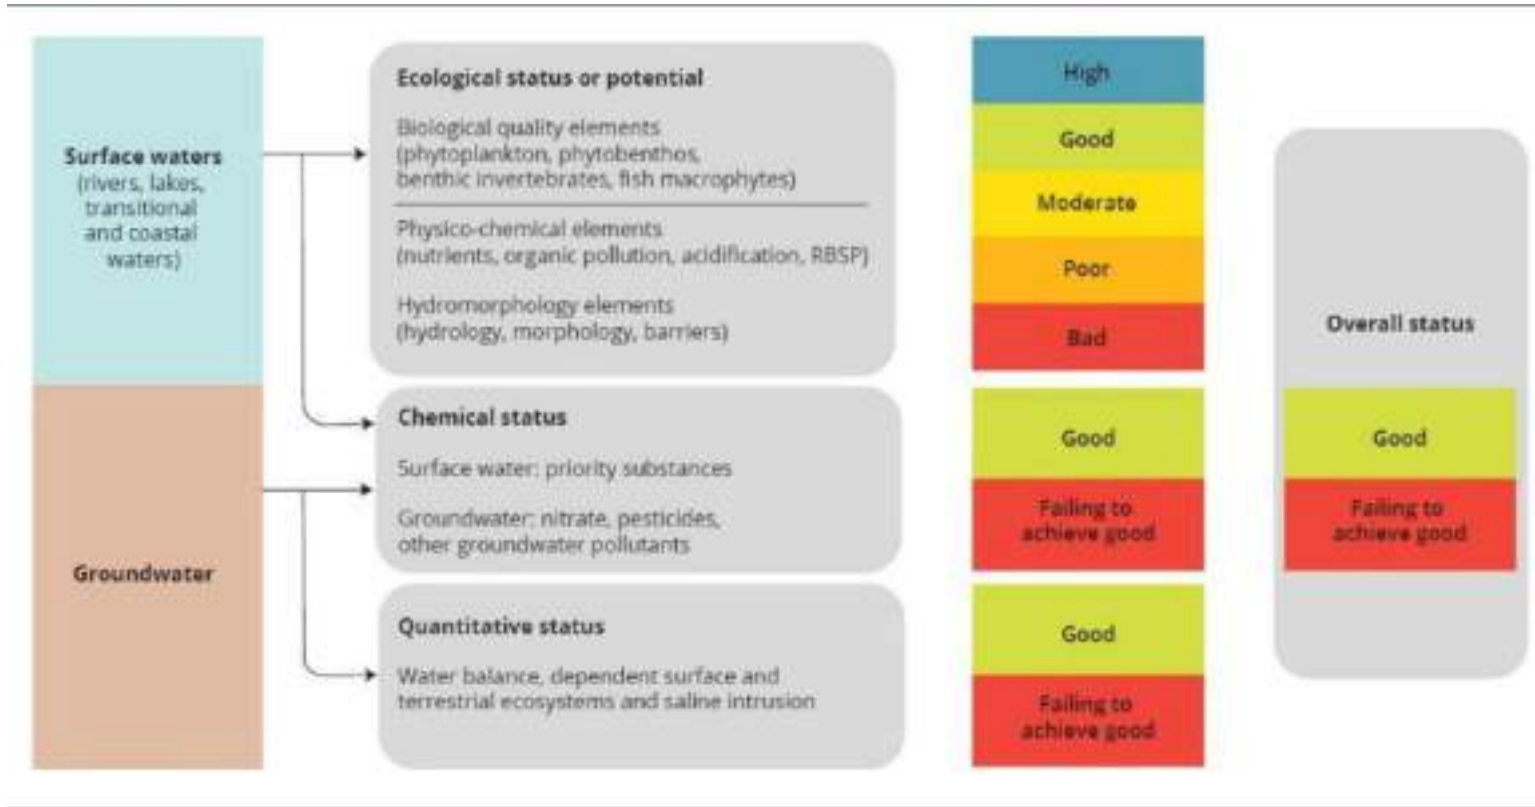 Surface waters
(rivers, lakes,
transitional
and coastal
waters)
Groundwater
Ecological status or potential
Biological quality elements
(phytoplankton, phytobenthos,
benthic invertebrates, fish macrophytes)
Physico-chemical elements
(nutrients, organic pollution, acidification, RBSP)
Hydromorphology elements
(hydrology, morphology, barriers)
Chemical status
Surface water: priority substances
Groundwater: nitrate, pesticides,
other groundwater pollutants
Quantitative status
Water balance, dependent surface and
terrestrial ecosystems and saline intrusion
High
Good
Moderate
Poor
Bad
Good
Failing to
achieve good
Good
Failing to
achieve good
Overall status
Good
Failing to
achieve good